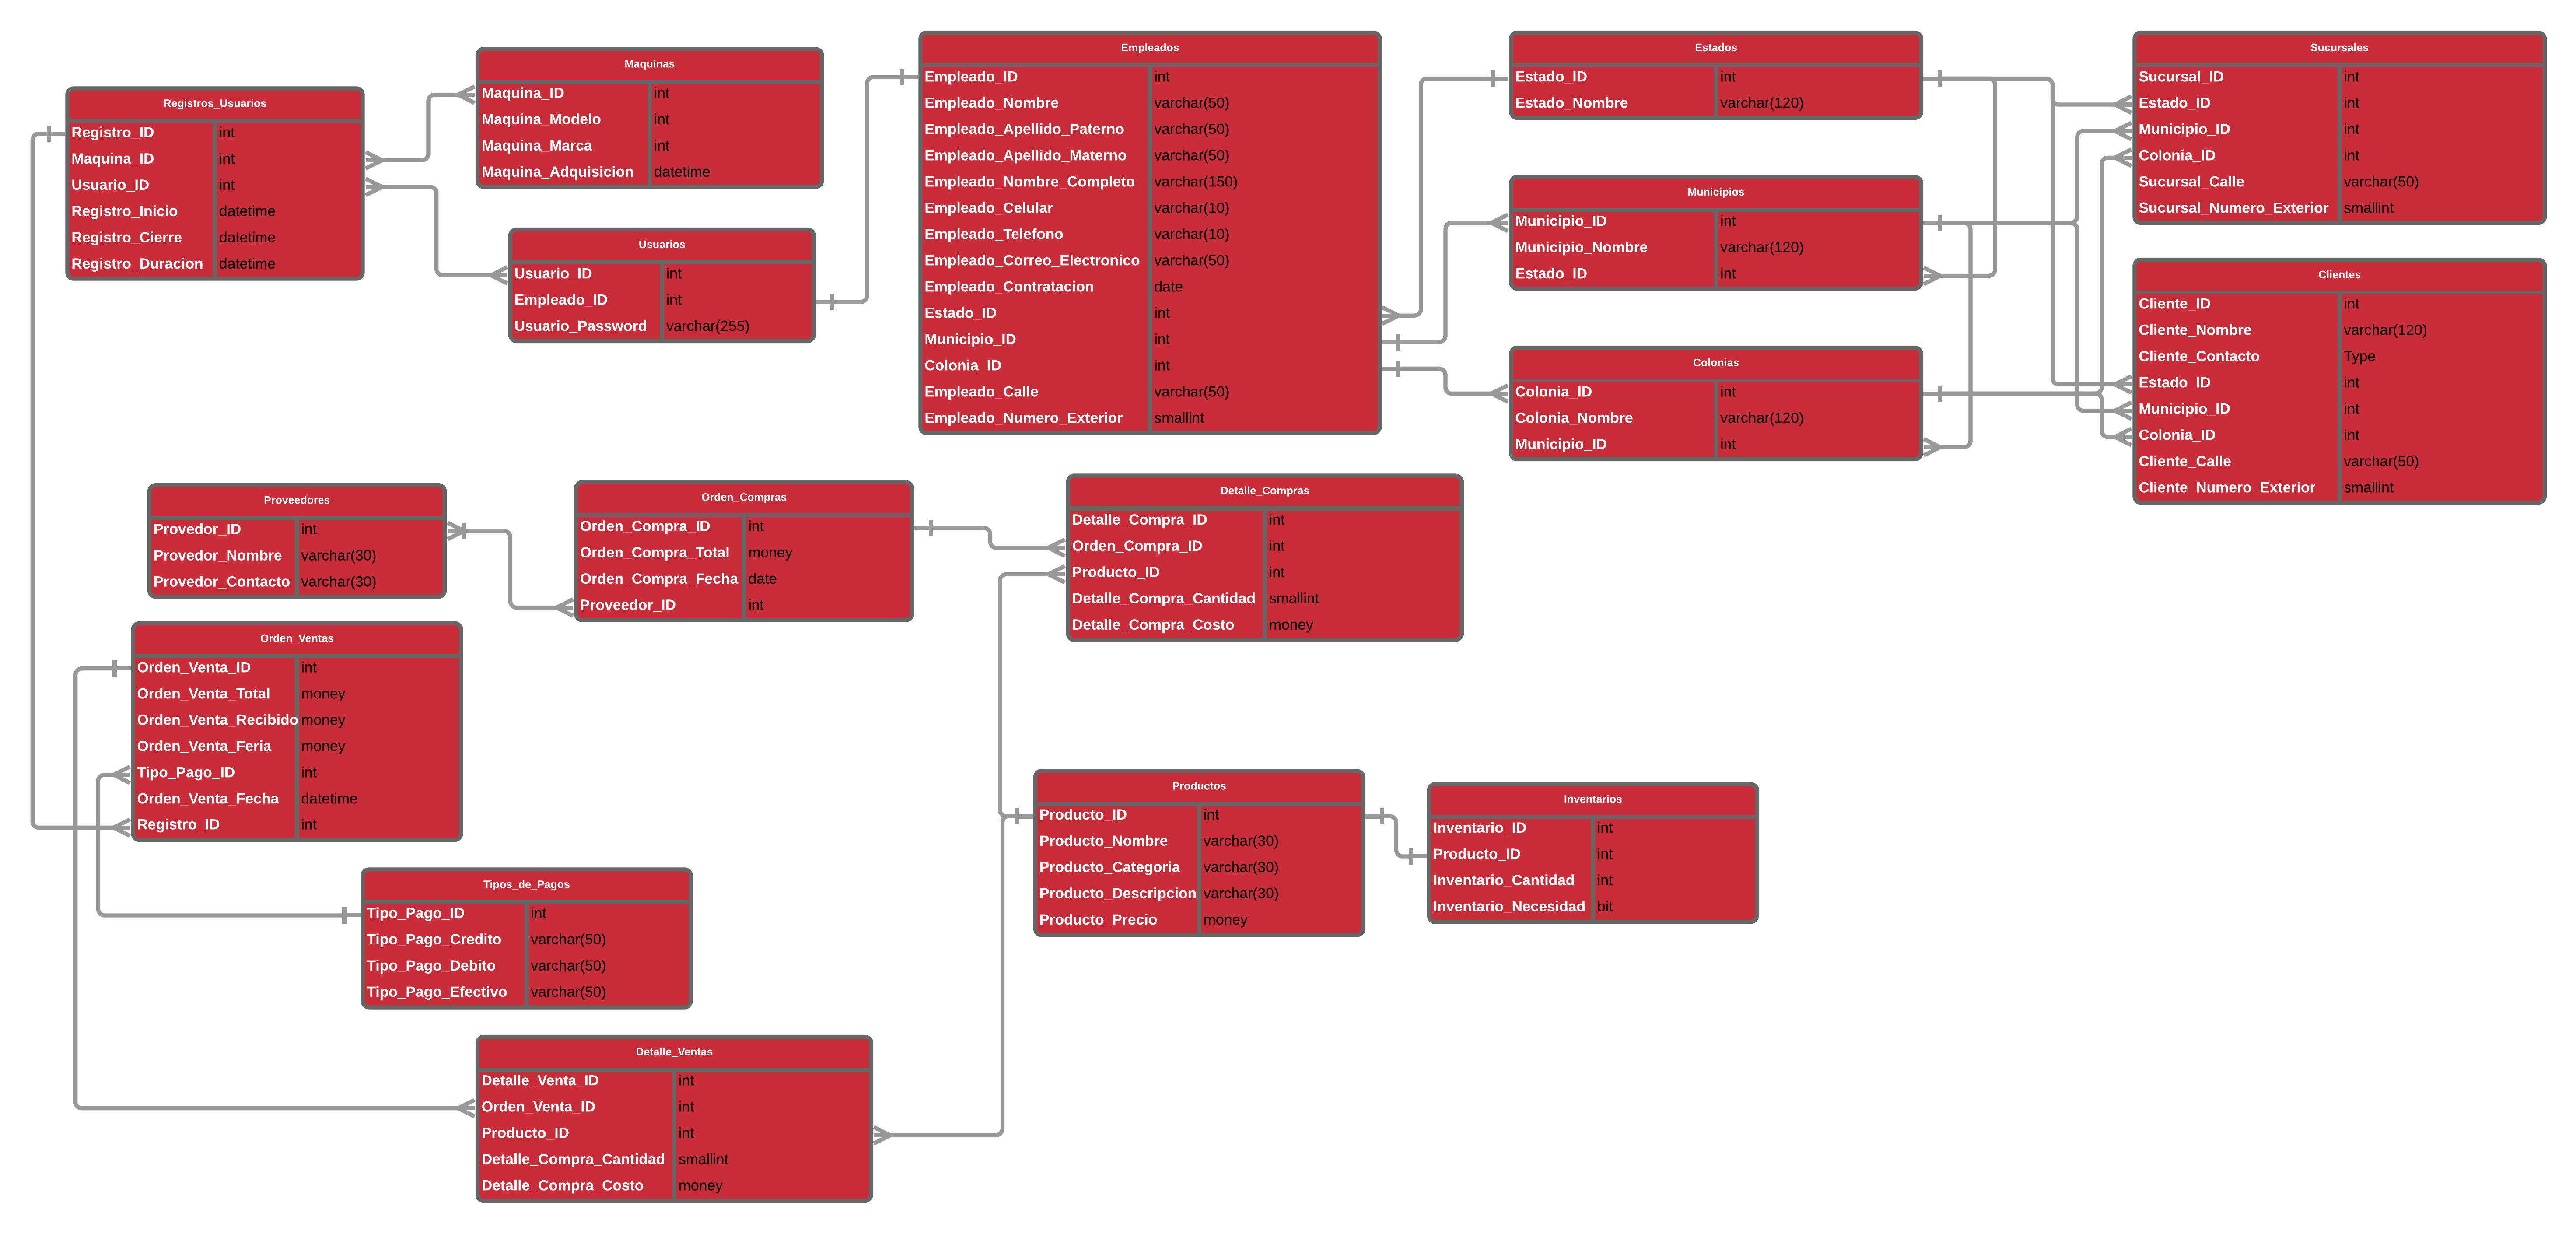 Registros_Usuarios
Registro_ID int
Maquina_ID int
Usuario_ID int
Registro_Inicio datetime
Registro_Cierre datetime
Registro_Duracion datetime
Maquinas
Maquina_ID int
Maquina_Modelo int
Maquina_Marca int
Maquina_Adquisicion datetime
Usuarios
Usuario_ID int
Empleado_ID int
Usuario_Password varchar(255)
Empleados
Empleado_ID int
Empleado_Nombre varchar(50)
Empleado_Apellido_Paterno varchar(50)
Empleado_Apellido_Materno varchar(50)
Empleado_Nombre_Completo varchar(150)
Empleado_Celular varchar(10)
Empleado_Telefono varchar(10)
Empleado_Correo_Electronico varchar(50)
Empleado_Contratacion date
Estado_ID int
Municipio_ID int
Colonia_ID int
Empleado_Calle varchar(50)
Empleado_Numero_Exterior smallint
Estados
Estado_ID int
Estado_Nombre varchar(120)
Municipios
Municipio_ID int
Municipio_Nombre varchar(120)
Estado_ID int
Colonias
Colonia_ID int
Colonia_Nombre varchar(120)
Municipio_ID int
Sucursales
Sucursal_ID int
Estado_ID int
Municipio_ID int
Colonia_ID int
Sucursal_Calle varchar(50)
Sucursal_Numero_Exterior smallint
Clientes
Cliente_ID int
Cliente_Nombre varchar(120)
Cliente_Contacto Type
Estado_ID int
Municipio_ID int
Colonia_ID int
Cliente_Calle varchar(50)
Cliente_Numero_Exterior smallint
Proveedores
Provedor_ID int
Provedor_Nombre varchar(30)
Provedor_Contacto varchar(30)
Orden_Compras
Orden_Compra_ID int
Orden_Compra_Total money
Orden_Compra_Fecha date
Proveedor_ID int
Detalle_Compras
Detalle_Compra_ID int
Orden_Compra_ID int
Producto_ID int
Detalle_Compra_Cantidad smallint
Detalle_Compra_Costo money
Orden_Ventas
Orden_Venta_ID int
Orden_Venta_Total money
Orden_Venta_Recibido money
Orden_Venta_Feria money
Tipo_Pago_ID int
Orden_Venta_Fecha datetime
Registro_ID int
Productos
Producto_ID int
Producto_Nombre varchar(30)
Producto_Categoria varchar(30)
Producto_Descripcion varchar(30)
Producto_Precio money
Inventarios
Inventario_ID int
Producto_ID int
Inventario_Cantidad int
Inventario_Necesidad bit
Tipos_de_Pagos
Tipo_Pago_ID int
Tipo_Pago_Credito varchar(50)
Tipo_Pago_Debito varchar(50)
Tipo_Pago_Efectivo varchar(50)
Detalle_Ventas
Detalle_Venta_ID int
Orden_Venta_ID int
Producto_ID int
Detalle_Compra_Cantidad smallint
Detalle_Compra_Costo money